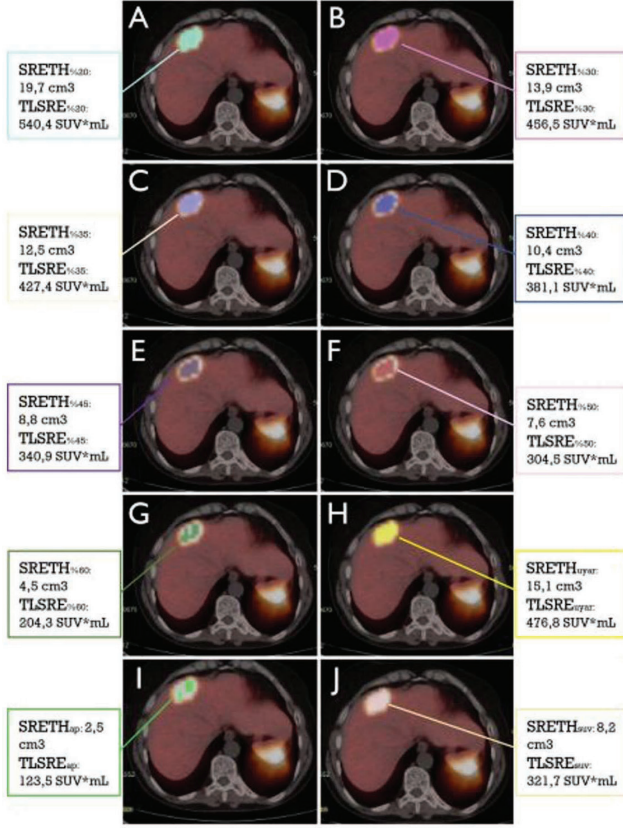 A
SRETH%20:
19,7 cm3
TLSRE%20:
540,4 SUV*mL
B
SRETH%30:
13,9 cm3
TLSRE%30:
456,5 SUV*mL
C
SRETH%35:
12,5 cm3
TLSRE%35:
427,4 SUV*mL
D
SRETH%40:
10,4 cm3
TLSRE%40:
381,1 SUV*mL
E
SRETH%45:
8,8 cm3
TLSRE%45:
340,9 SUV*mL
F
SRETH%50:
7,6 cm3
TLSRE%50:
304,5 SUV*mL
G
SRETH%60:
4,5 cm3
TLSRE%60:
204,3 SUV*mL
H
SRETHuyar:
15,1 cm3
TLSREuyar:
476,8 SUV*mL
I
SRETHap: 2,5
cm3
TLSREap:
123,5 SUV*mL
J
SRETHsuv: 8,2
cm3
TLSREsuv:
321,7 SUV*mL